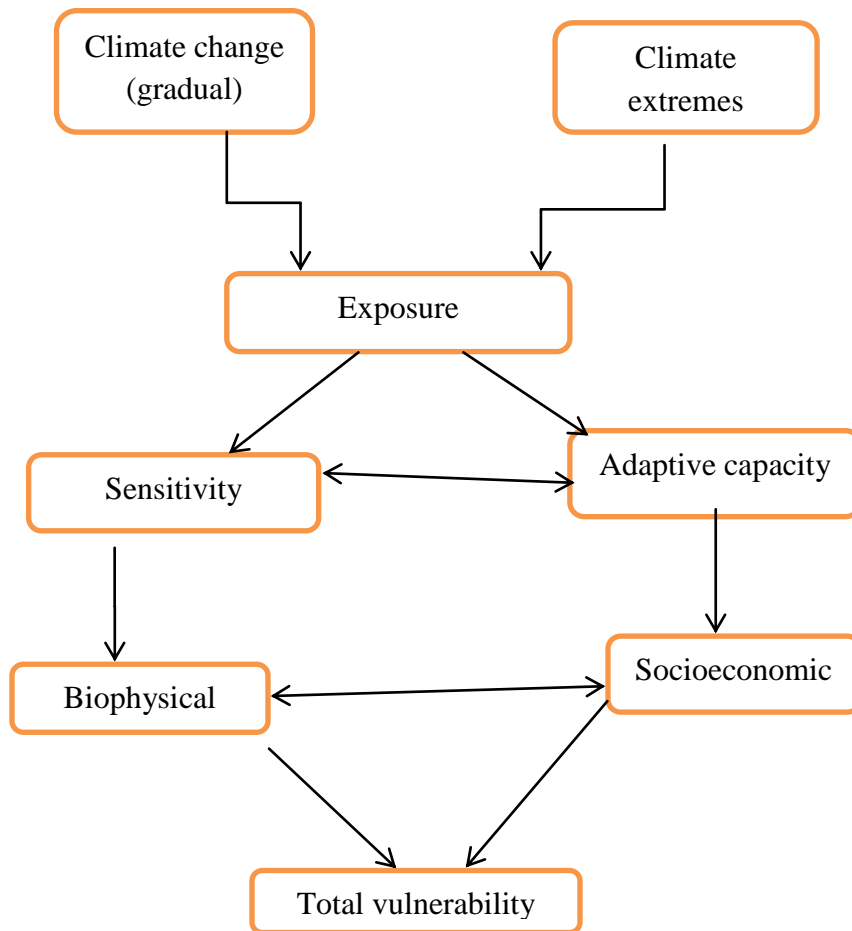 Climate change
(gradual)
Climate
extremes
Exposure
Sensitivity
Adaptive capacity
Biophysical
Socioeconomic
Total vulnerability